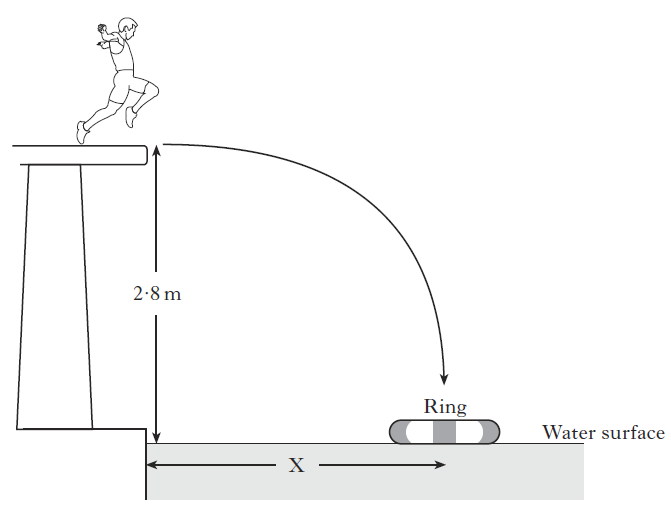 2·8 m
Ring
Water surface
X